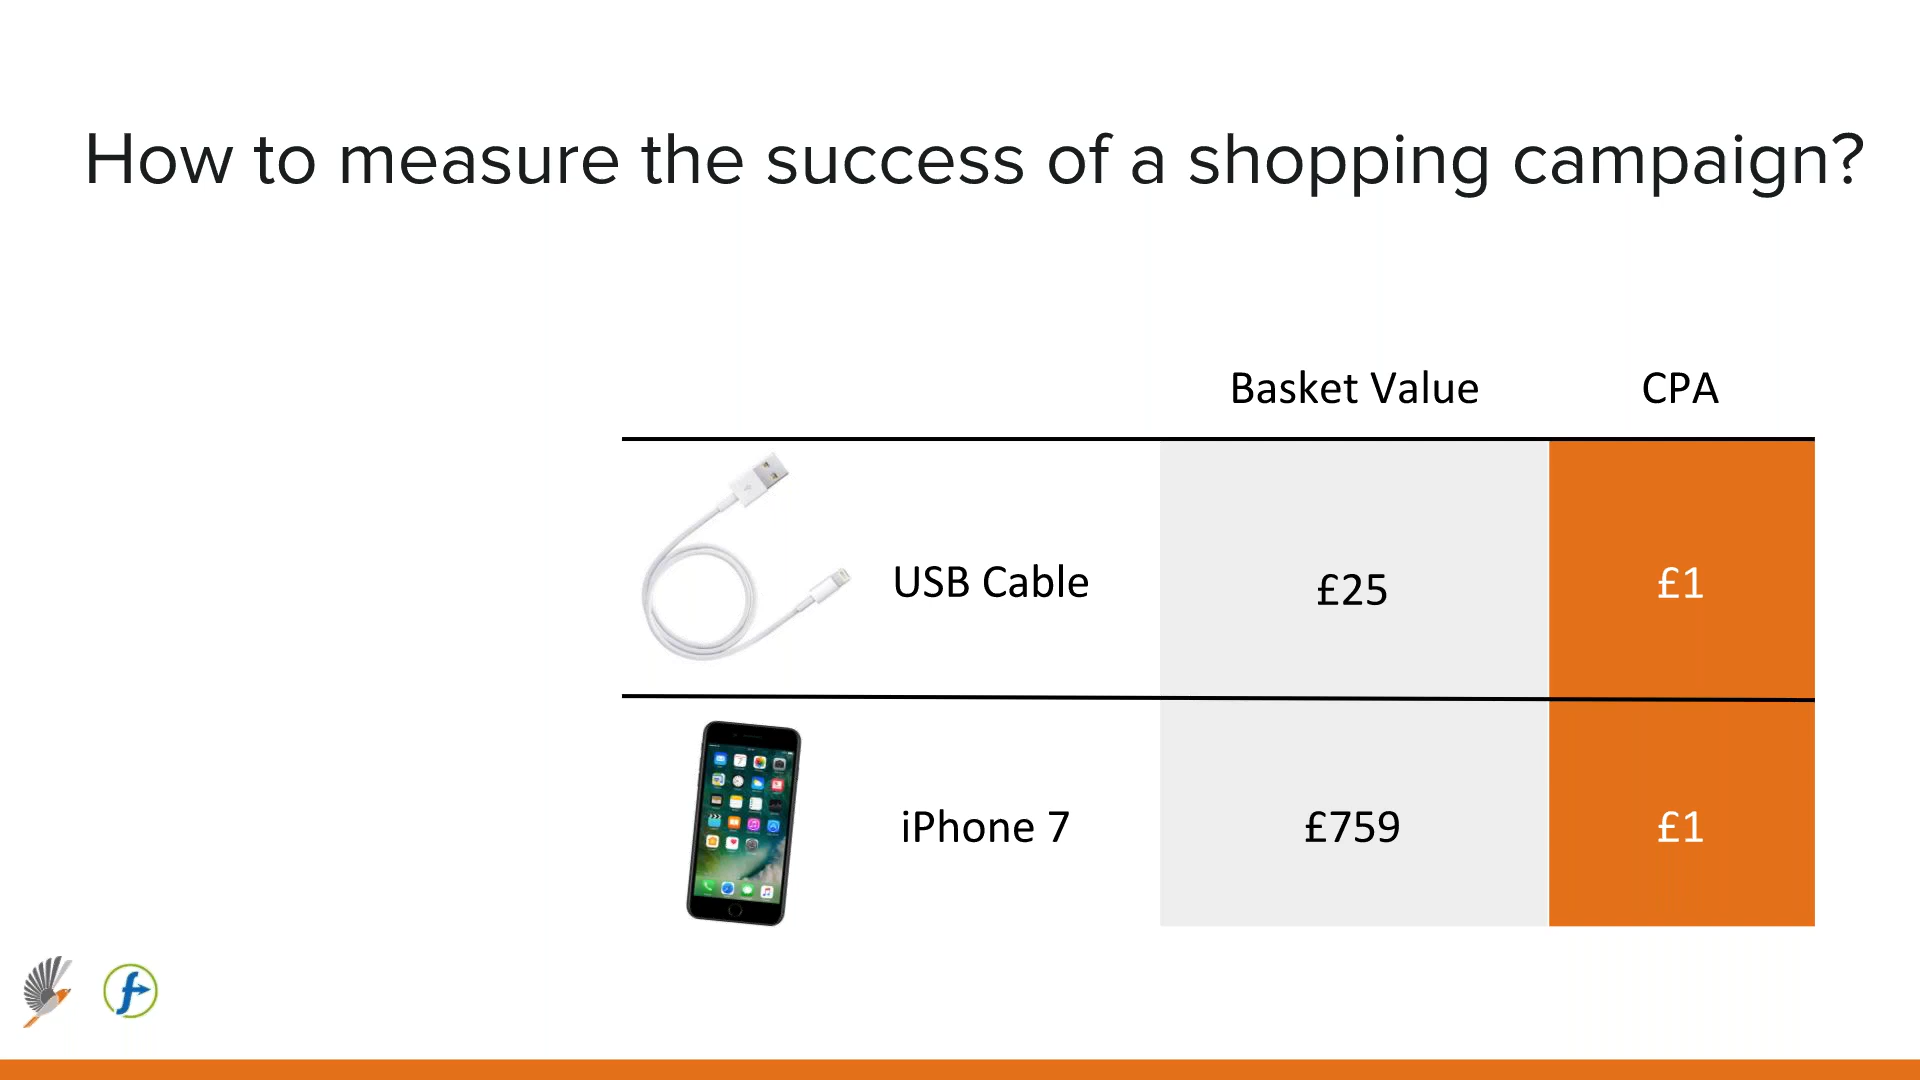 How to measure the success of a shopping campaign?
Basket Value CPA
USB Cable £25 £1
iPhone 7 £759 £1